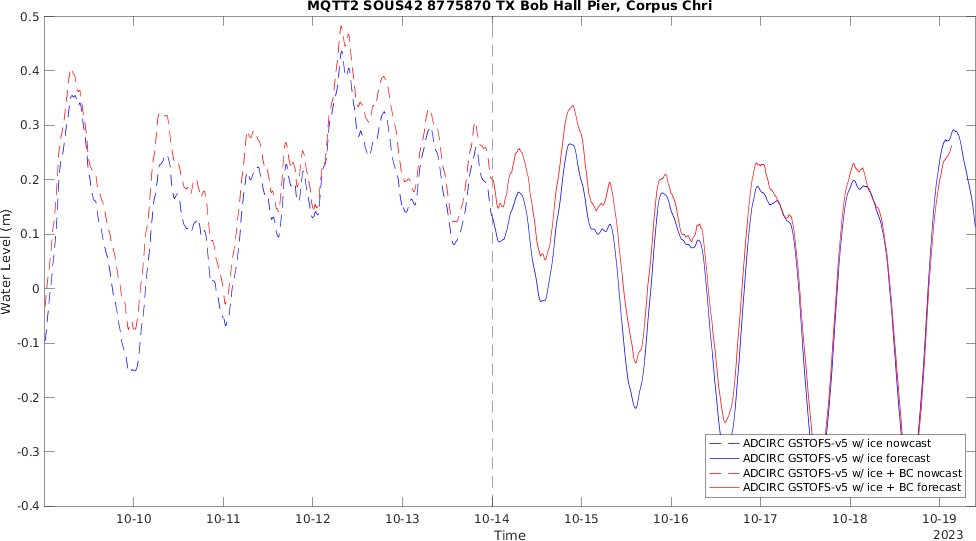 MQTT2 SOUS42 8775870 TX Bob Hall Pier, Corpus Chri
0.5
0.4
0.3
0.2
0.1
0
-0.1
-0.2
-0.3
-0.4
Water Level (m)
ADCIRC GSTOFS-v5 w/ ice nowcast
ADCIRC GSTOFS-v5 w/ ice forecast
ADCIRC GSTOFS-v5 w/ ice + BC nowcast
ADCIRC GSTOFS-v5 w/ ice + BC forecast
10-10 10-11 10-12 10-13 10-14 10-15 10-16 10-17 10-18 10-19
Time
2023